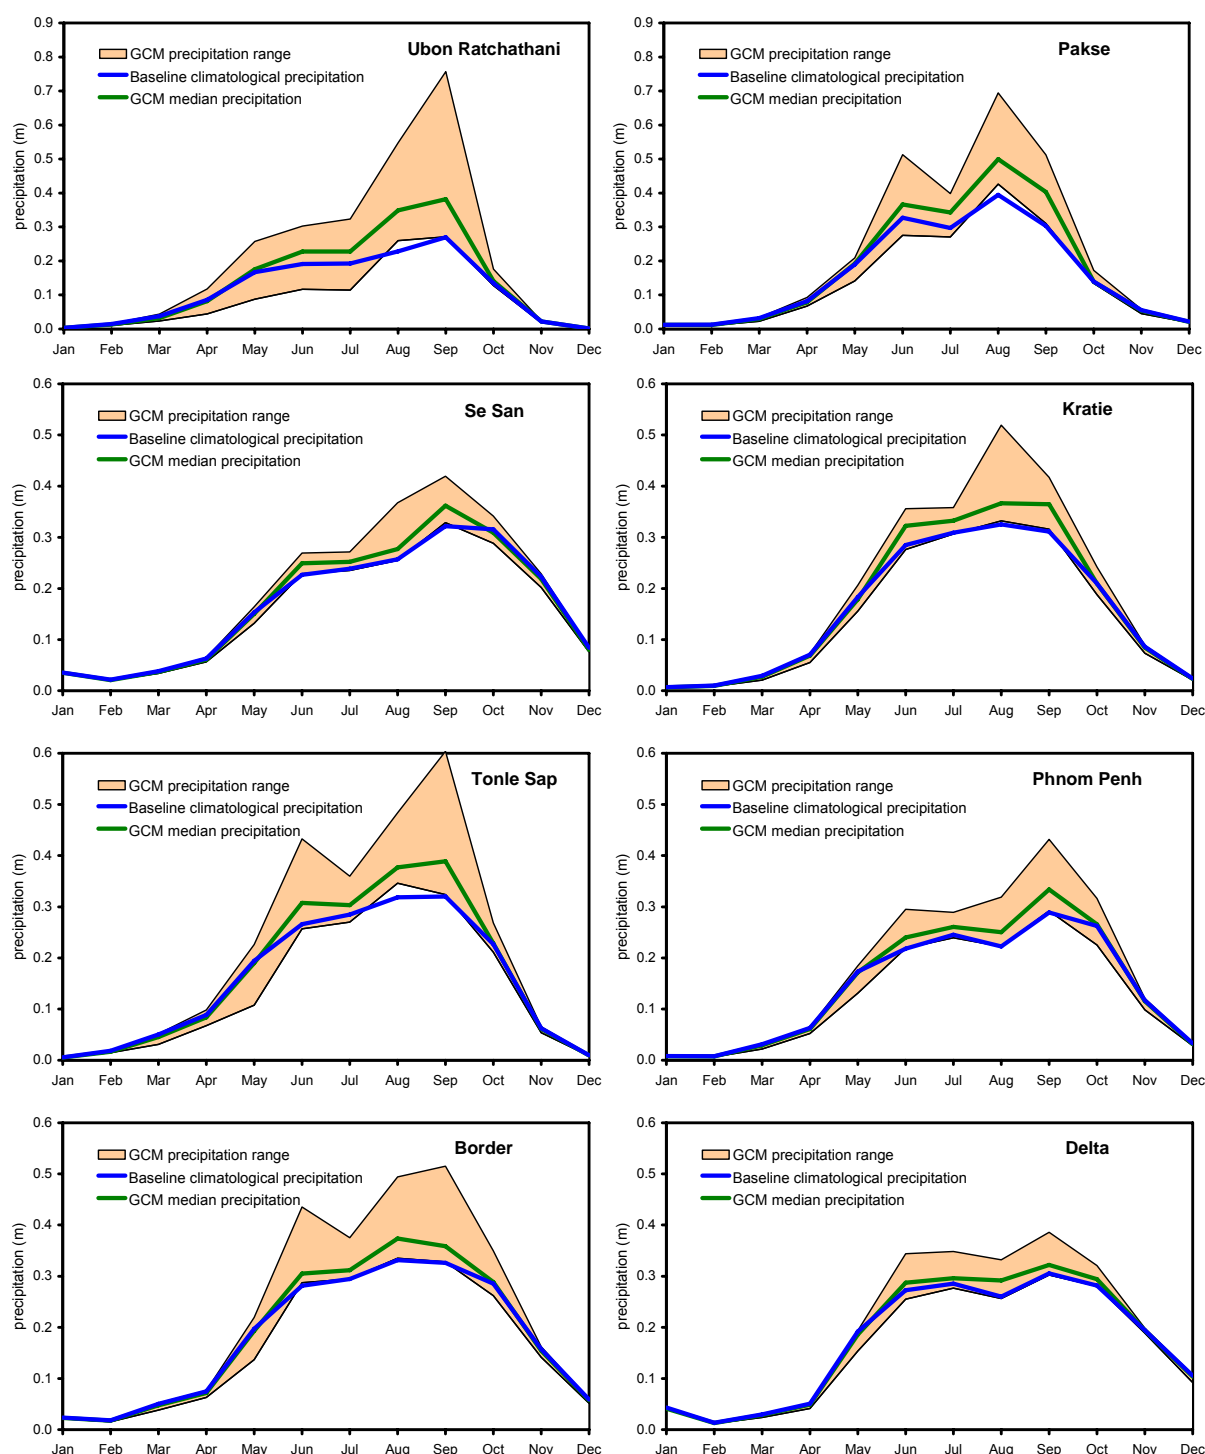 Ubon Ratchathani
GCM precipitation range
Baseline climatological precipitation
GCM median precipitation
precipitation (m)
0.9
0.8
0.7
0.6
0.5
0.4
0.3
0.2
0.1
0.0
Jan Feb Mar Apr May Jun Jul Aug Sep Oct Nov Dec
Pakse
GCM precipitation range
Baseline climatological precipitation
GCM median precipitation
precipitation (m)
0.9
0.8
0.7
0.6
0.5
0.4
0.3
0.2
0.1
0.0
Jan Feb Mar Apr May Jun Jul Aug Sep Oct Nov Dec
Se San
GCM precipitation range
Baseline climatological precipitation
GCM median precipitation
precipitation (m)
0.6
0.5
0.4
0.3
0.2
0.1
0.0
Jan Feb Mar Apr May Jun Jul Aug Sep Oct Nov Dec
Kratie
GCM precipitation range
Baseline climatological precipitation
GCM median precipitation
precipitation (m)
0.6
0.5
0.4
0.3
0.2
0.1
0.0
Jan Feb Mar Apr May Jun Jul Aug Sep Oct Nov Dec
Tonle Sap
GCM precipitation range
Baseline climatological precipitation
GCM median precipitation
precipitation (m)
0.6
0.5
0.4
0.3
0.2
0.1
0.0
Jan Feb Mar Apr May Jun Jul Aug Sep Oct Nov Dec
Phnom Penh
GCM precipitation range
Baseline climatological precipitation
GCM median precipitation
precipitation (m)
0.6
0.5
0.4
0.3
0.2
0.1
0.0
Jan Feb Mar Apr May Jun Jul Aug Sep Oct Nov Dec
Border
GCM precipitation range
Baseline climatological precipitation
GCM median precipitation
precipitation (m)
0.6
0.5
0.4
0.3
0.2
0.1
0.0
Jan Feb Mar Apr May Jun Jul Aug Sep Oct Nov Dec
Delta
GCM precipitation range
Baseline climatological precipitation
GCM median precipitation
precipitation (m)
0.6
0.5
0.4
0.3
0.2
0.1
0.0
Jan Feb Mar Apr May Jun Jul Aug Sep Oct Nov Dec